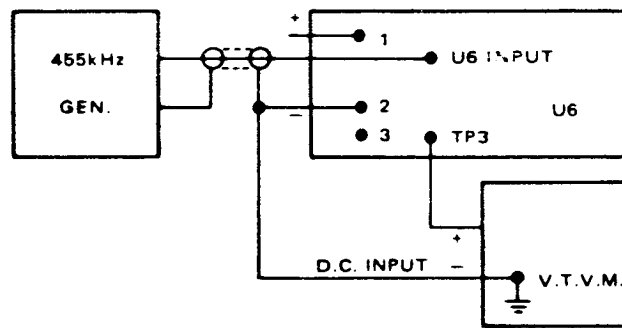 455kHz
GEN.
+
1
U6 INPUT
−
2
U6
3
TP3
+
D.C. INPUT
−
V.T.V.M.